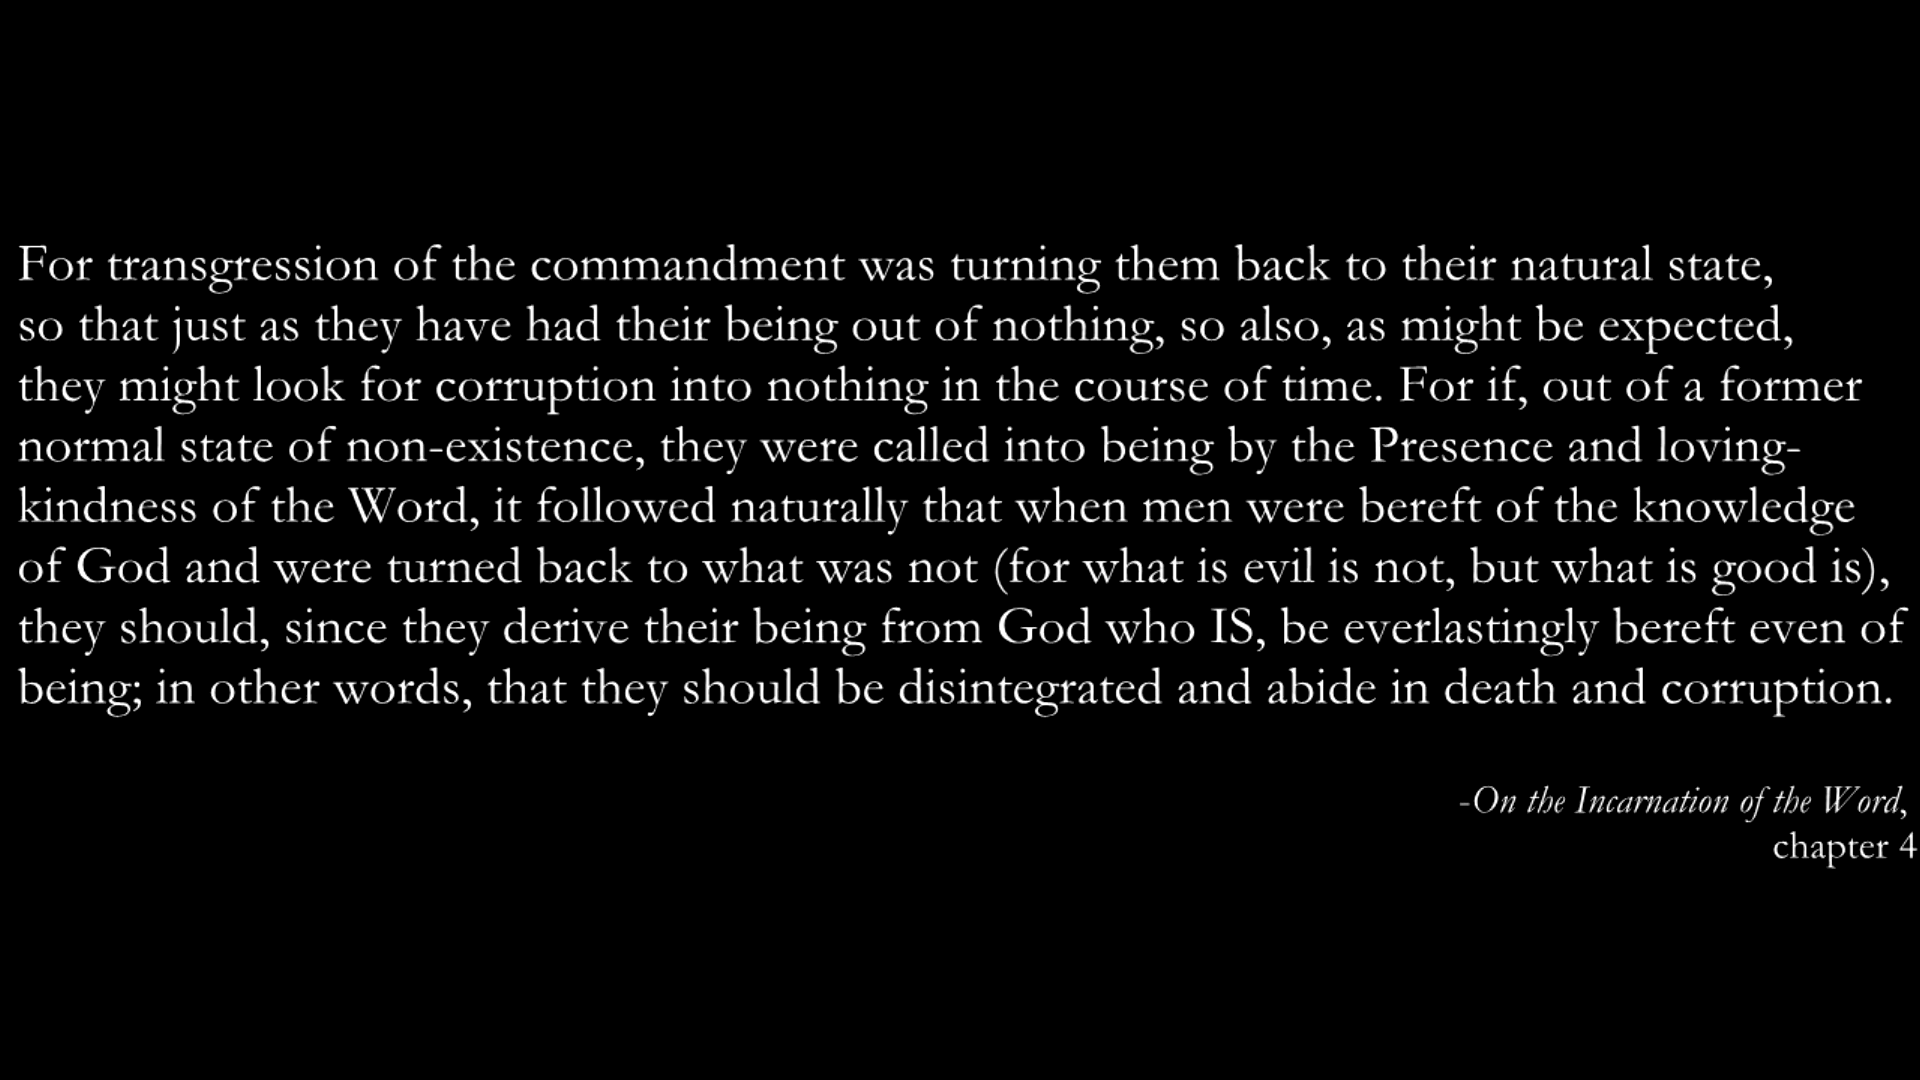 For transgression of the commandment was turning them back to their natural state,
so that just as they have had their being out of nothing, so also, as might be expected,
they might look for corruption into nothing in the course of time. For if, out of a former
normal state of non-existence, they were called into being by the Presence and loving-
kindness of the Word, it followed naturally that when men were bereft of the knowledge
of God and were turned back to what was not (for what is evil is not, but what is good is),
they should, since they derive their being from God who IS, be everlastingly bereft even of
being; in other words, that they should be disintegrated and abide in death and corruption.
-On the Incarnation of the Word,
chapter 4